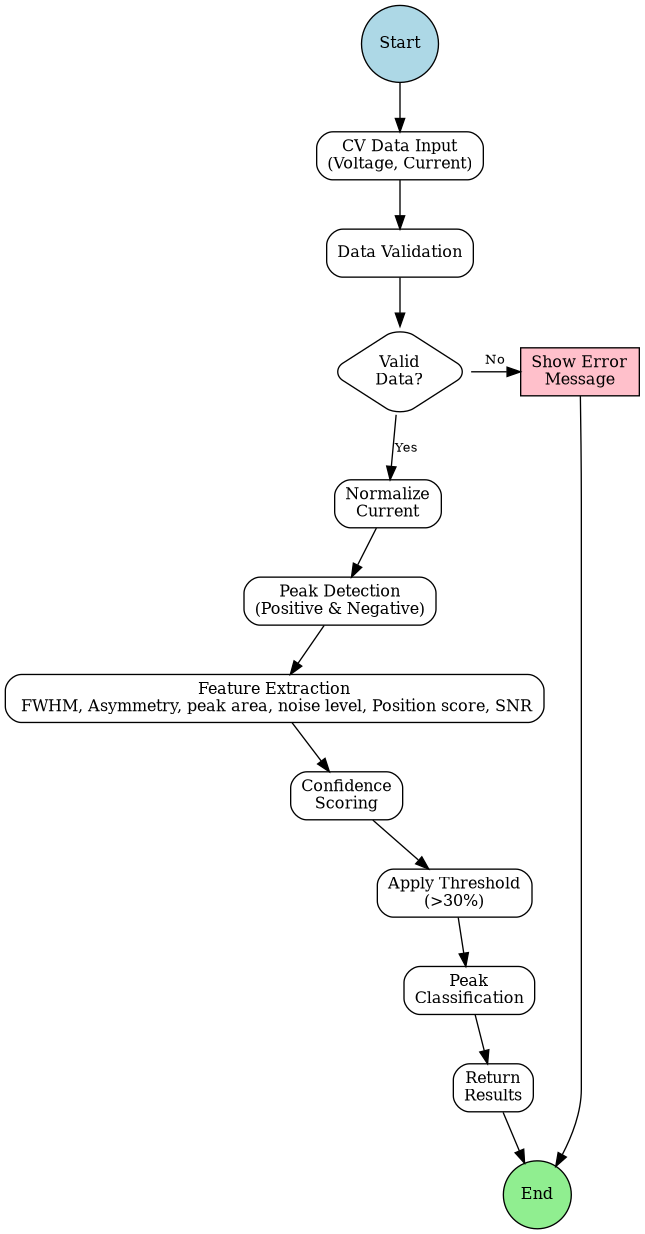 Start
CV Data Input
(Voltage, Current)
Data Validation
Valid
Data?
No
Show Error
Message
Yes
Normalize
Current
Peak Detection
(Positive & Negative)
Feature Extraction
FWHM, Asymmetry, peak area, noise level, Position score, SNR
Confidence
Scoring
Apply Threshold
(>30%)
Peak
Classification
Return
Results
End